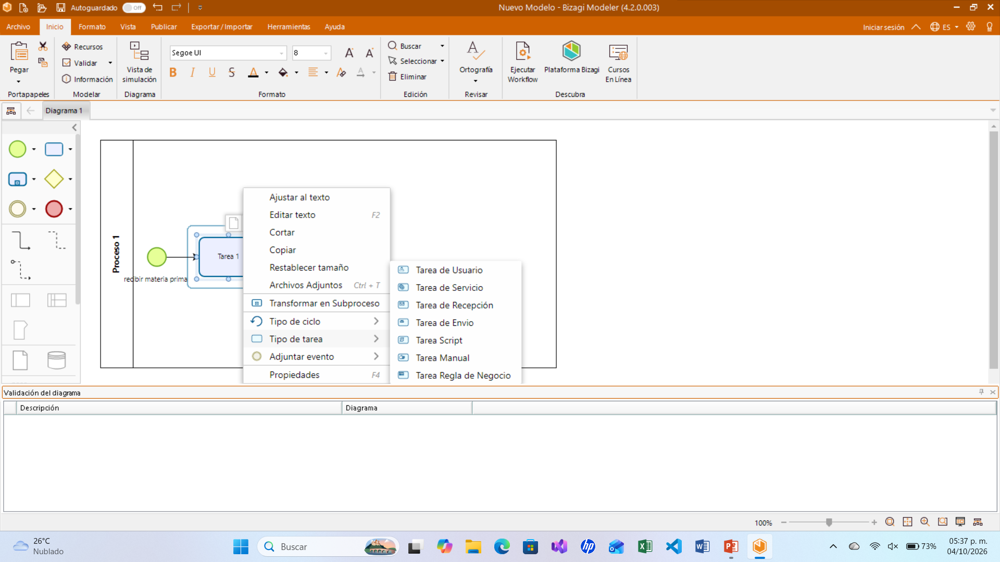 Autoguardado Off
Nuevo Modelo - Bizagi Modeler (4.2.0.003)
Archivo Inicio Formato Vista Publicar Exportar / Importar Herramientas Ayuda
Iniciar sesión ES
Pegar
Portapapeles
Recursos
Validar
Información
Modelar
Vista de
simulación
Diagrama
Segoe UI 8
B I U S A A
Formato
Buscar
Seleccionar
Eliminar
Edición
Ortografía
Revisar
Ejecutar
Workflow
Plataforma Bizagi
Cursos
En Línea
Descubra
Diagrama 1
Proceso 1
recibir materia prima
Tarea 1
Ajustar al texto
Editar texto F2
Cortar
Copiar
Restablecer tamaño
Archivos Adjuntos Ctrl + T
Transformar en Subproceso
Tipo de ciclo
Tipo de tarea
Adjuntar evento
Propiedades F4
Tarea de Usuario
Tarea de Servicio
Tarea de Recepción
Tarea de Envio
Tarea Script
Tarea Manual
Tarea Regla de Negocio
Validación del diagrama
Descripción Diagrama
100%
26°C
Nublado
Buscar
73%
05:37 p. m.
04/10/2026